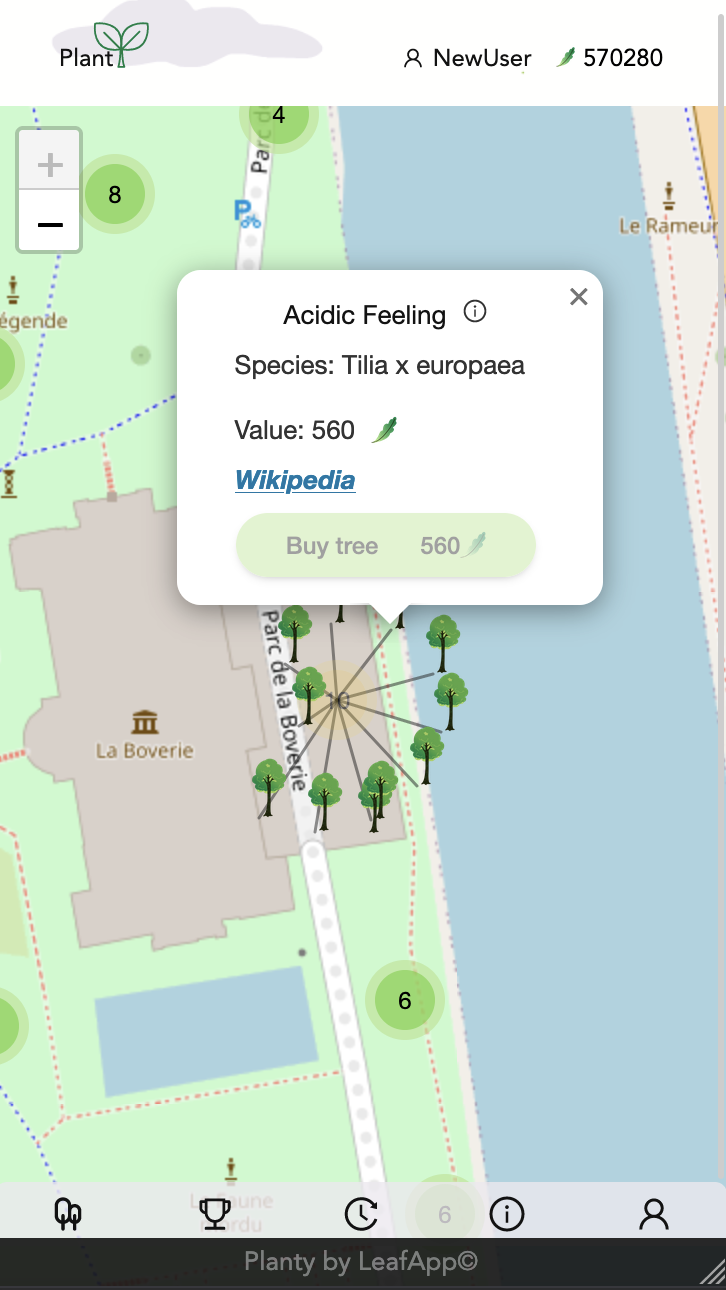 Plant
NewUser 570280
4
Parc de
8
Le Rameur
égende
Acidic Feeling
Species: Tilia x europaea
Value: 560
Wikipedia
Buy tree 560
Parc de la Boverie
La Boverie
6
6
Planty by LeafApp©